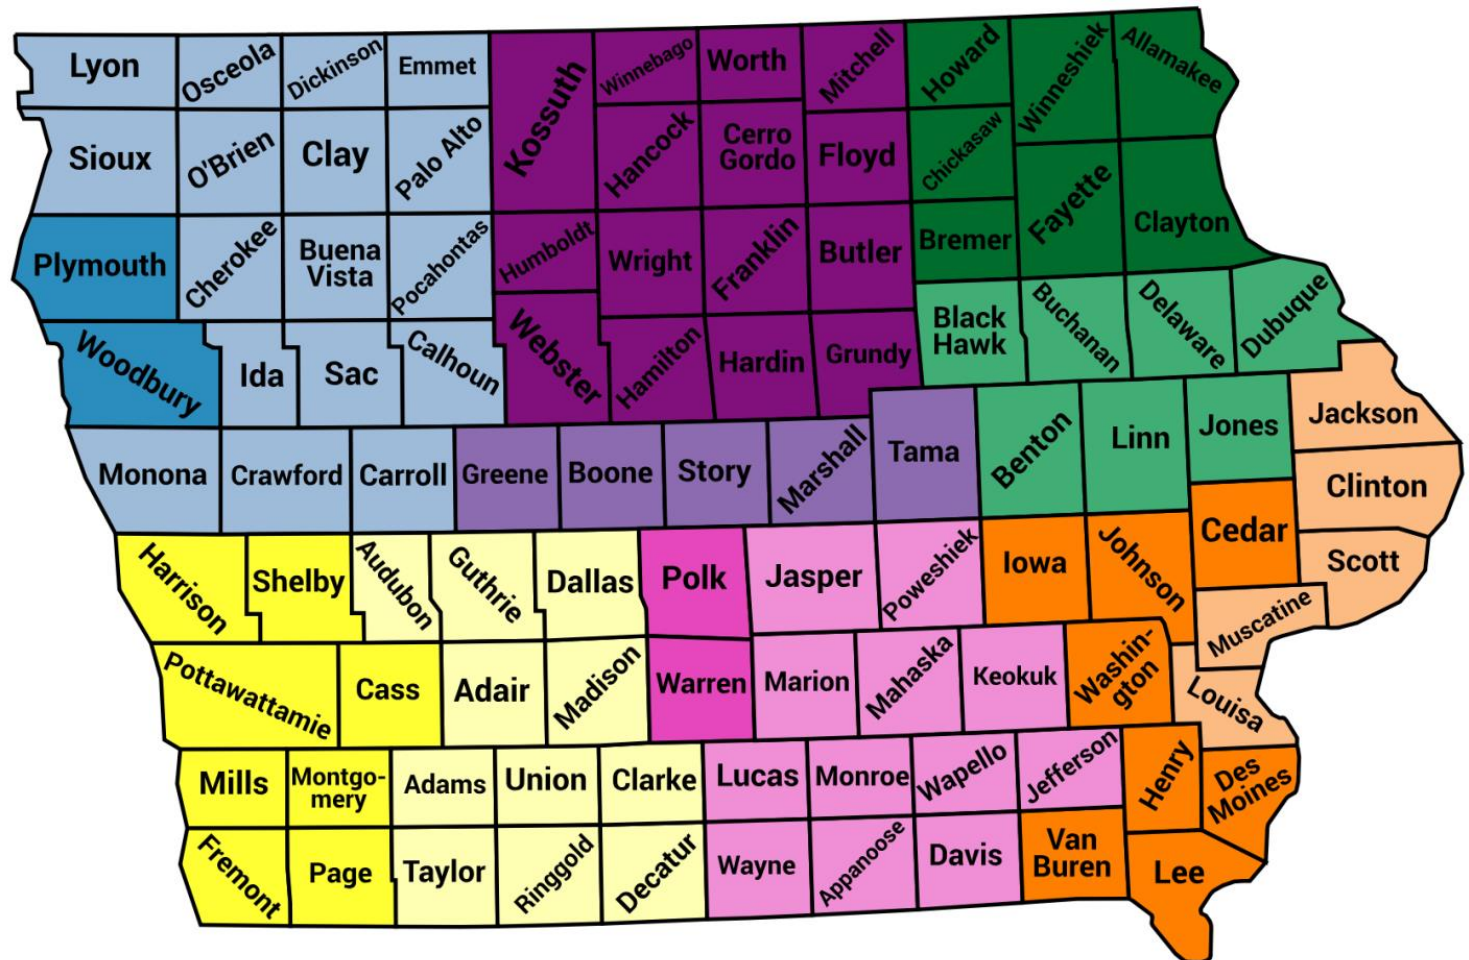 Lyon
Osceola
Dickinson
Emmet
Kossuth
Winnebago
Worth
Mitchell
Howard
Winneshiek
Allamakee
Sioux
O'Brien
Clay
Palo Alto
Hancock
Cerro
Gordo
Floyd
Chickasaw
Fayette
Clayton
Plymouth
Cherokee
Buena
Vista
Pocahontas
Humboldt
Wright
Franklin
Butler
Bremer
Woodbury
Ida
Sac
Calhoun
Webster
Hamilton
Hardin
Grundy
Black
Hawk
Buchanan
Delaware
Dubuque
Monona
Crawford
Carroll
Greene
Boone
Story
Marshall
Tama
Benton
Linn
Jones
Jackson
Clinton
Harrison
Shelby
Audubon
Guthrie
Dallas
Polk
Jasper
Poweshiek
Iowa
Johnson
Cedar
Scott
Muscatine
Pottawattamie
Cass
Adair
Madison
Warren
Marion
Mahaska
Keokuk
Washin-
gton
Louisa
Mills
Montgo-
mery
Adams
Union
Clarke
Lucas
Monroe
Wapello
Jefferson
Henry
Des
Moines
Fremont
Page
Taylor
Ringgold
Decatur
Wayne
Appanoose
Davis
Van
Buren
Lee